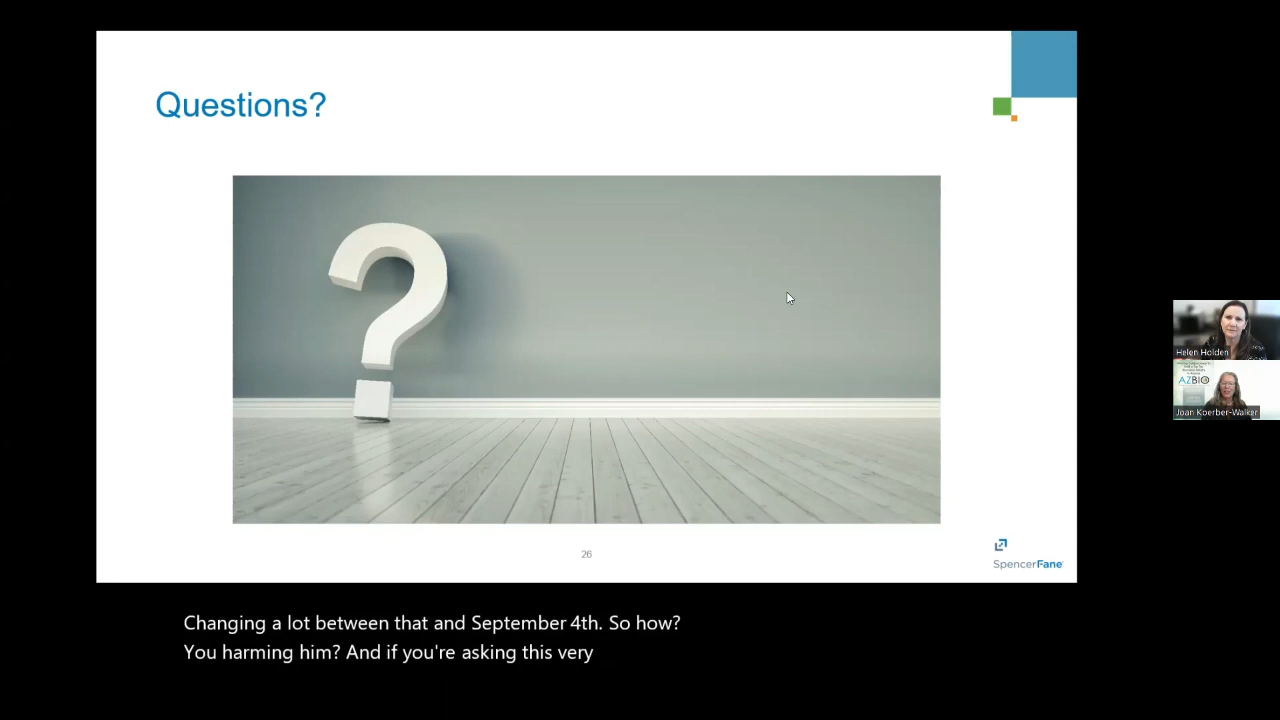 Questions?
26
SpencerFane
Helen Holden
AZBIO
Joan Koerber-Walker
Changing a lot between that and September 4th. So how?
You harming him? And if you're asking this very